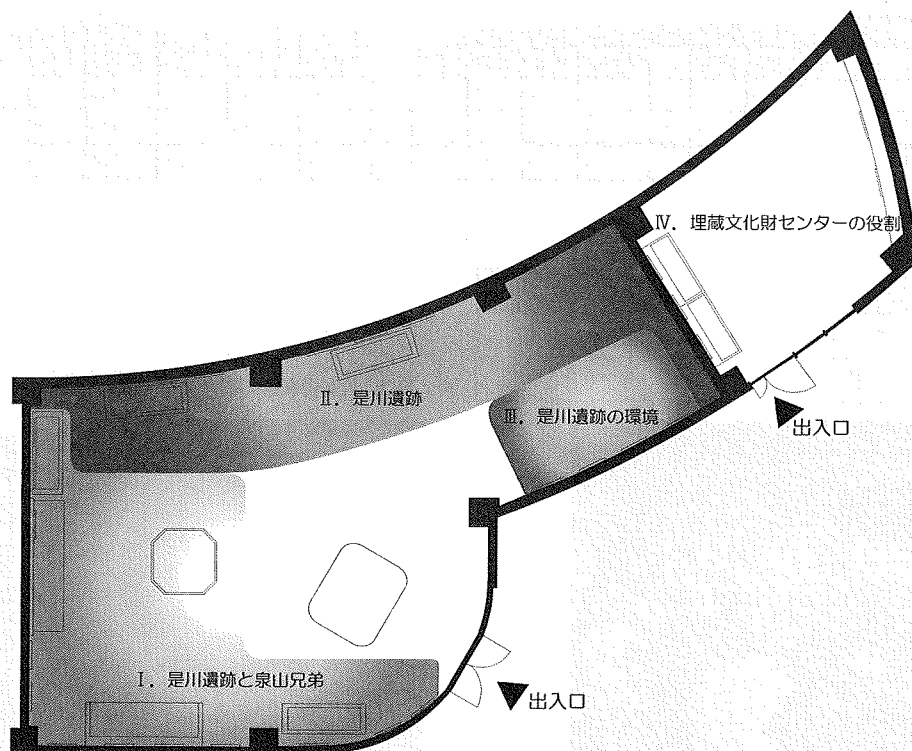 Ⅳ．埋蔵文化財センターの役割
Ⅱ．是川遺跡
Ⅲ．是川遺跡の環境
出入口
Ⅰ．是川遺跡と泉山兄弟
出入口